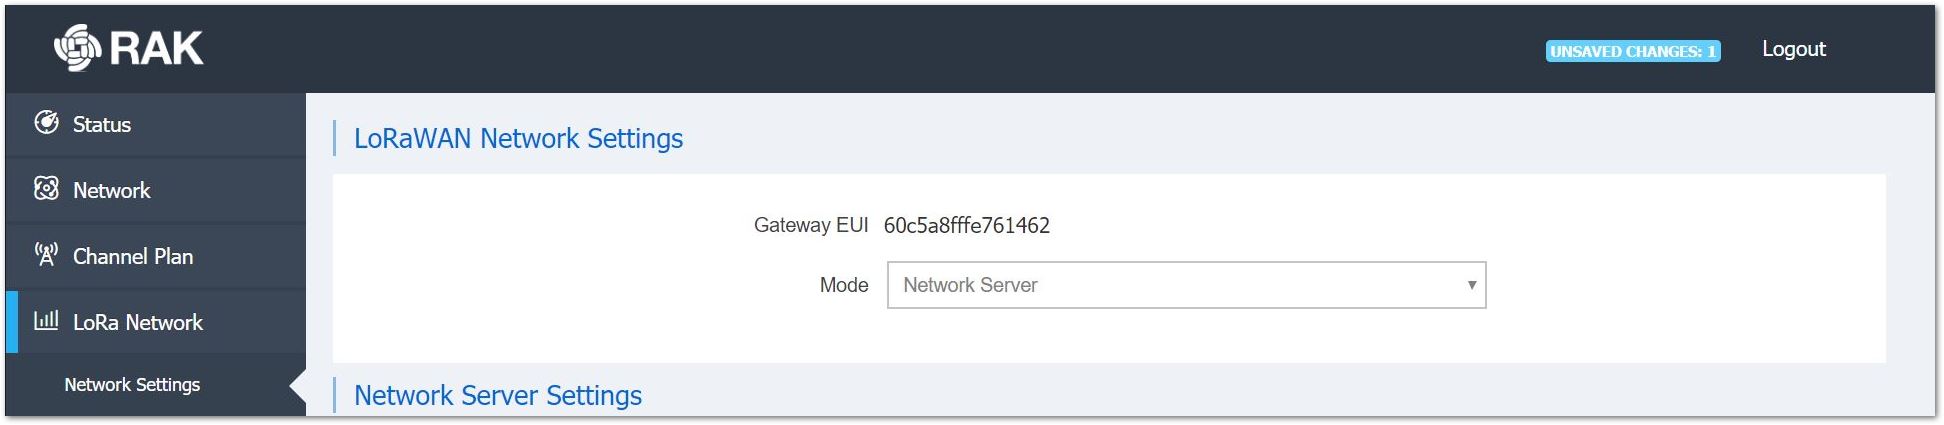 RAK
UNSAVED CHANGES: 1
Logout
Status
Network
Channel Plan
LoRa Network
Network Settings
LoRaWAN Network Settings
Gateway EUI 60c5a8fffe761462
Mode Network Server
Network Server Settings